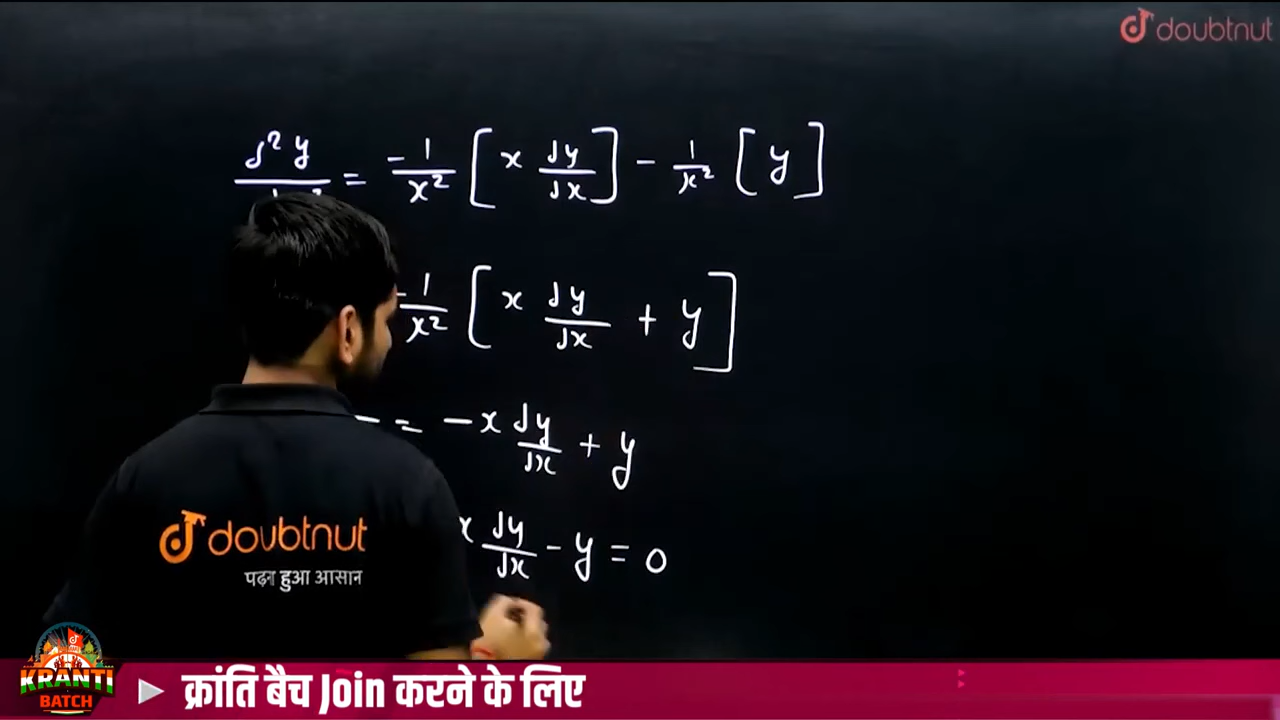 doubtnut
d²y = -1/x² [x dy/dx] - 1/x² [y]
-1/x² [x dy/dx + y]
- = -x dy/dx + y
x dy/dx - y = 0
doubtnut
पढ़ना हुआ आसान
KRANTI
BATCH
क्रांति बैच Join करने के लिए